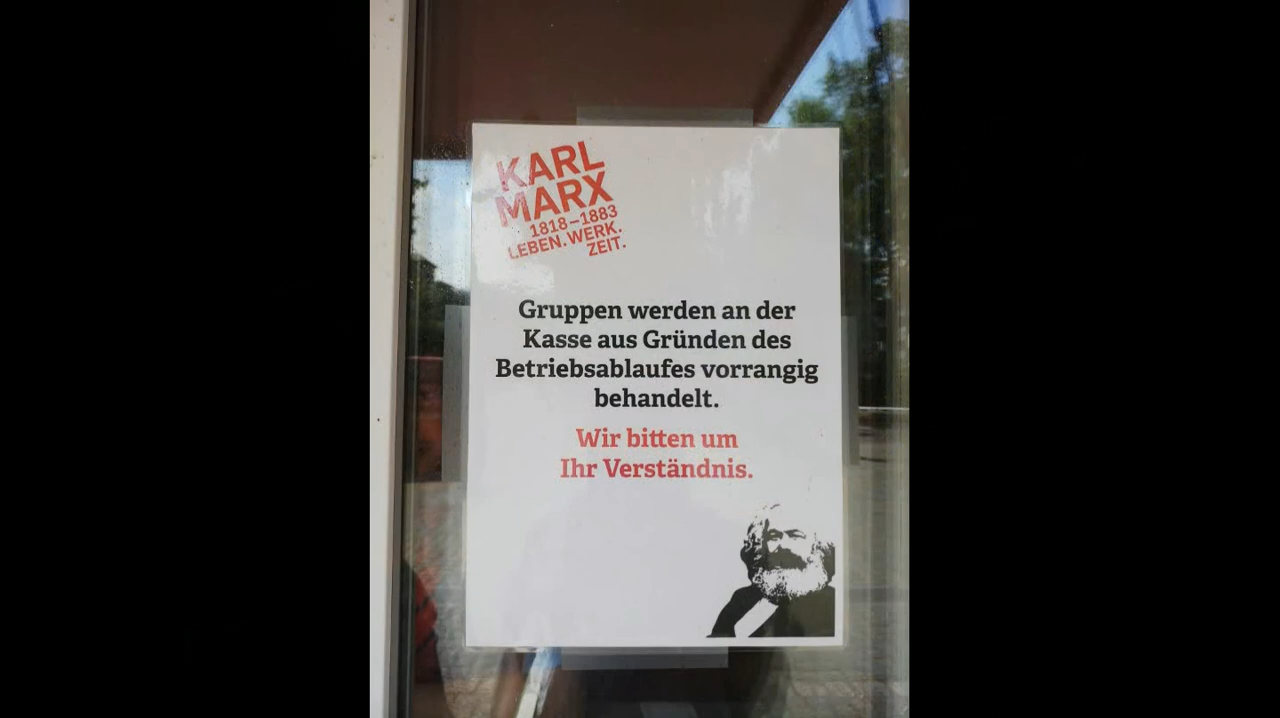 KARL
MARX
1818–1883
LEBEN. WERK.
ZEIT.
Gruppen werden an der
Kasse aus Gründen des
Betriebsablaufes vorrangig
behandelt.
Wir bitten um
Ihr Verständnis.